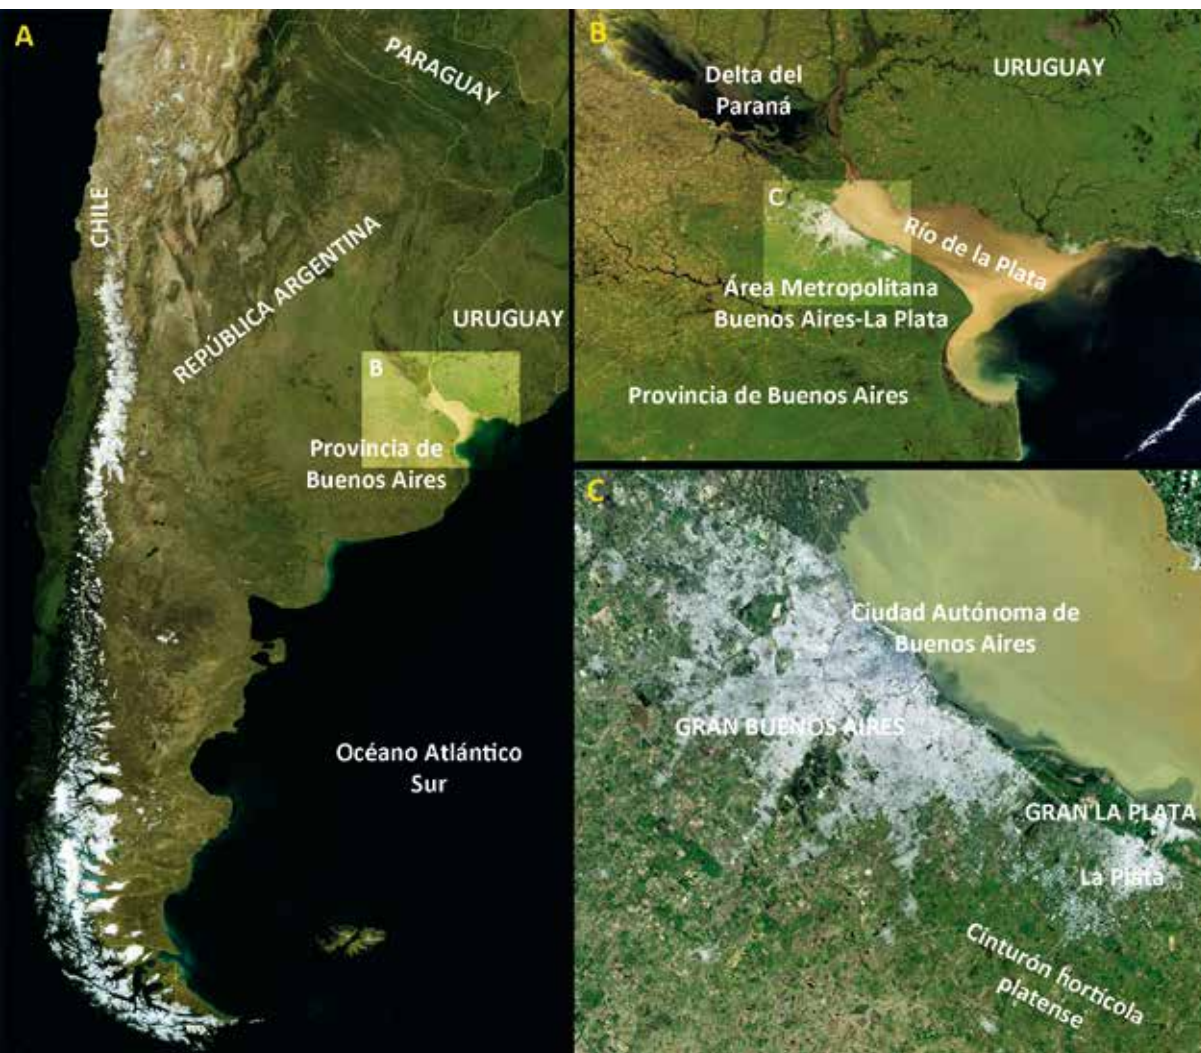 A
PARAGUAY
CHILE
REPÚBLICA ARGENTINA
URUGUAY
B
Provincia de
Buenos Aires
Océano Atlántico
Sur
B
Delta del
Paraná
URUGUAY
C
Río de la Plata
Área Metropolitana
Buenos Aires-La Plata
Provincia de Buenos Aires
C
Ciudad Autónoma de
Buenos Aires
GRAN BUENOS AIRES
GRAN LA PLATA
La Plata
Cinturón hortícola
platense